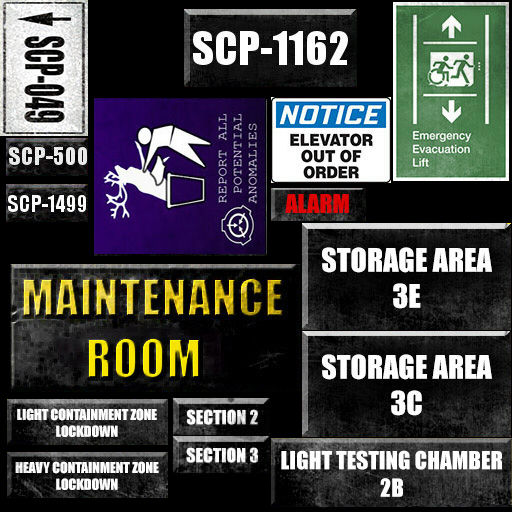 SCP-049
SCP-1162
SCP-500
SCP-1499
REPORT ALL
POTENTIAL
ANOMALIES
NOTICE
ELEVATOR
OUT OF
ORDER
ALARM
Emergency
Evacuation
Lift
STORAGE AREA
3E
MAINTENANCE
ROOM
STORAGE AREA
3C
LIGHT CONTAINMENT ZONE
LOCKDOWN
SECTION 2
HEAVY CONTAINMENT ZONE
LOCKDOWN
SECTION 3
LIGHT TESTING CHAMBER
2B